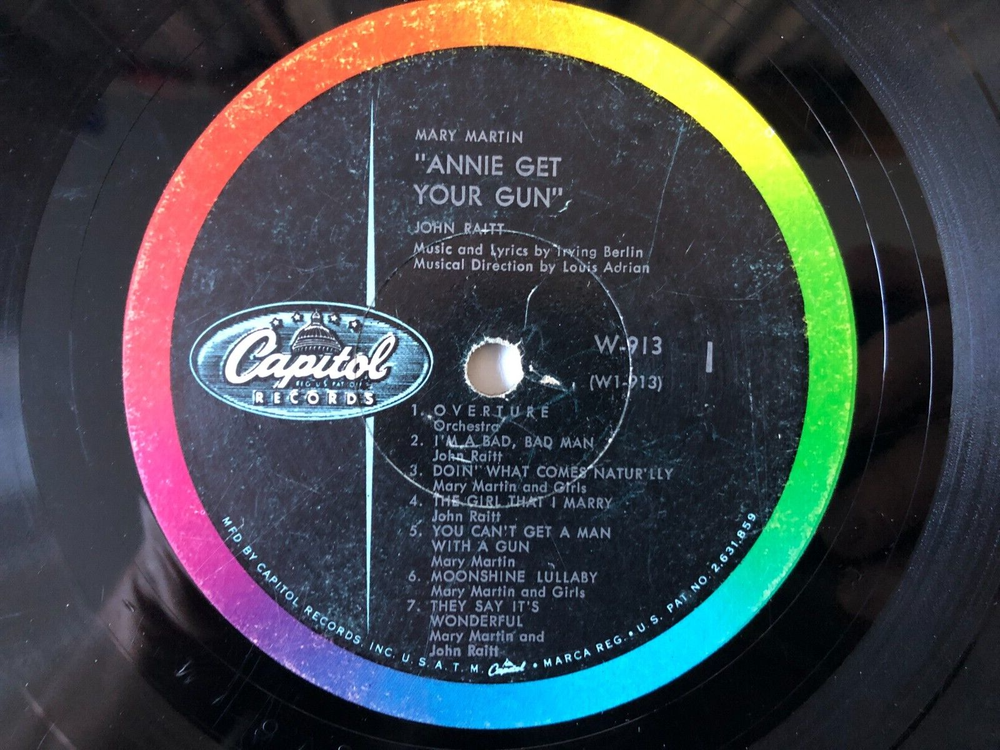 MARY MARTIN
"ANNIE GET
YOUR GUN"
JOHN RAITT
Music and Lyrics by Irving Berlin
Musical Direction by Louis Adrian
Capitol
REG. U.S. PAT. OFF.
RECORDS
W-913
1
(W1-913)
1. OVERTURE
Orchestra
2. I'M A BAD, BAD MAN
John Raitt
3. DOIN" WHAT COMES NATUR'LLY
Mary Martin and Girls
4. THE GIRL THAT I MARRY
John Raitt
5. YOU CAN'T GET A MAN
WITH A GUN
Mary Martin
6. MOONSHINE LULLABY
Mary Martin and Girls
7. THEY SAY IT'S
WONDERFUL
Mary Martin and
John Raitt
MFD BY CAPITOL RECORDS, INC. U.S.A. T.M. Capitol • MARCA REG. • U.S. PAT. NO. 2,631,859